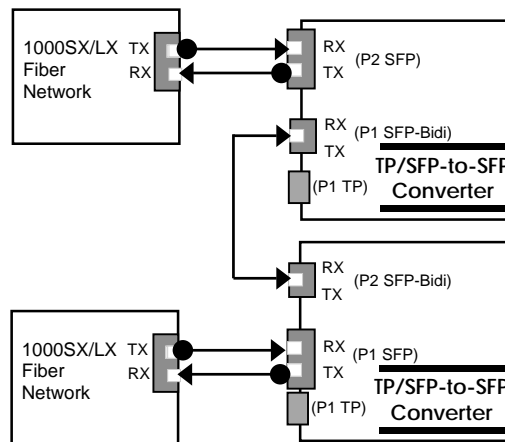 1000SX/LX TX
Fiber RX
Network
RX
TX (P2 SFP)
RX
TX (P1 SFP-Bidi)
(P1 TP)
TP/SFP-to-SFP
Converter
RX
TX (P2 SFP-Bidi)
1000SX/LX TX
Fiber RX
Network
RX
TX (P1 SFP)
(P1 TP)
TP/SFP-to-SFP
Converter